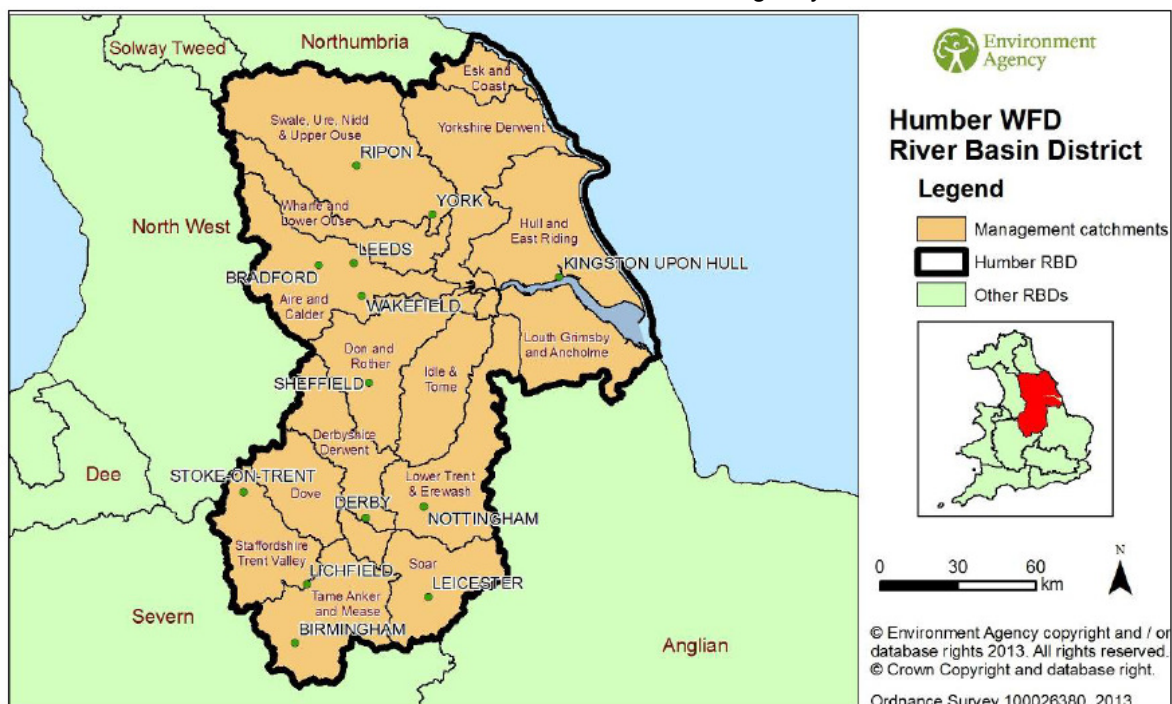 Solway Tweed
Northumbria
Esk and
Coast
Swale, Ure, Nidd
& Upper Ouse
Yorkshire Derwent
RIPON
North West
Wharfe and
Lower Ouse
YORK
Hull and
East Riding
LEEDS
BRADFORD
KINGSTON UPON HULL
Aire and
Calder
WAKEFIELD
Don and
Rother
Louth Grimsby
and Ancholme
SHEFFIELD
Idle &
Torne
Derbyshire
Derwent
Dee
STOKE-ON-TRENT
Dove
Lower Trent
& Erewash
DERBY
NOTTINGHAM
Staffordshire
Trent Valley
Soar
LICHFIELD
LEICESTER
Tame Anker
and Mease
Severn
BIRMINGHAM
Anglian
Environment
Agency
Humber WFD
River Basin District
Legend
Management catchments
Humber RBD
Other RBDs
N
0 30 60
km
© Environment Agency copyright and / or
database rights 2013. All rights reserved.
© Crown Copyright and database right.
Ordnance Survey 100026380, 2013